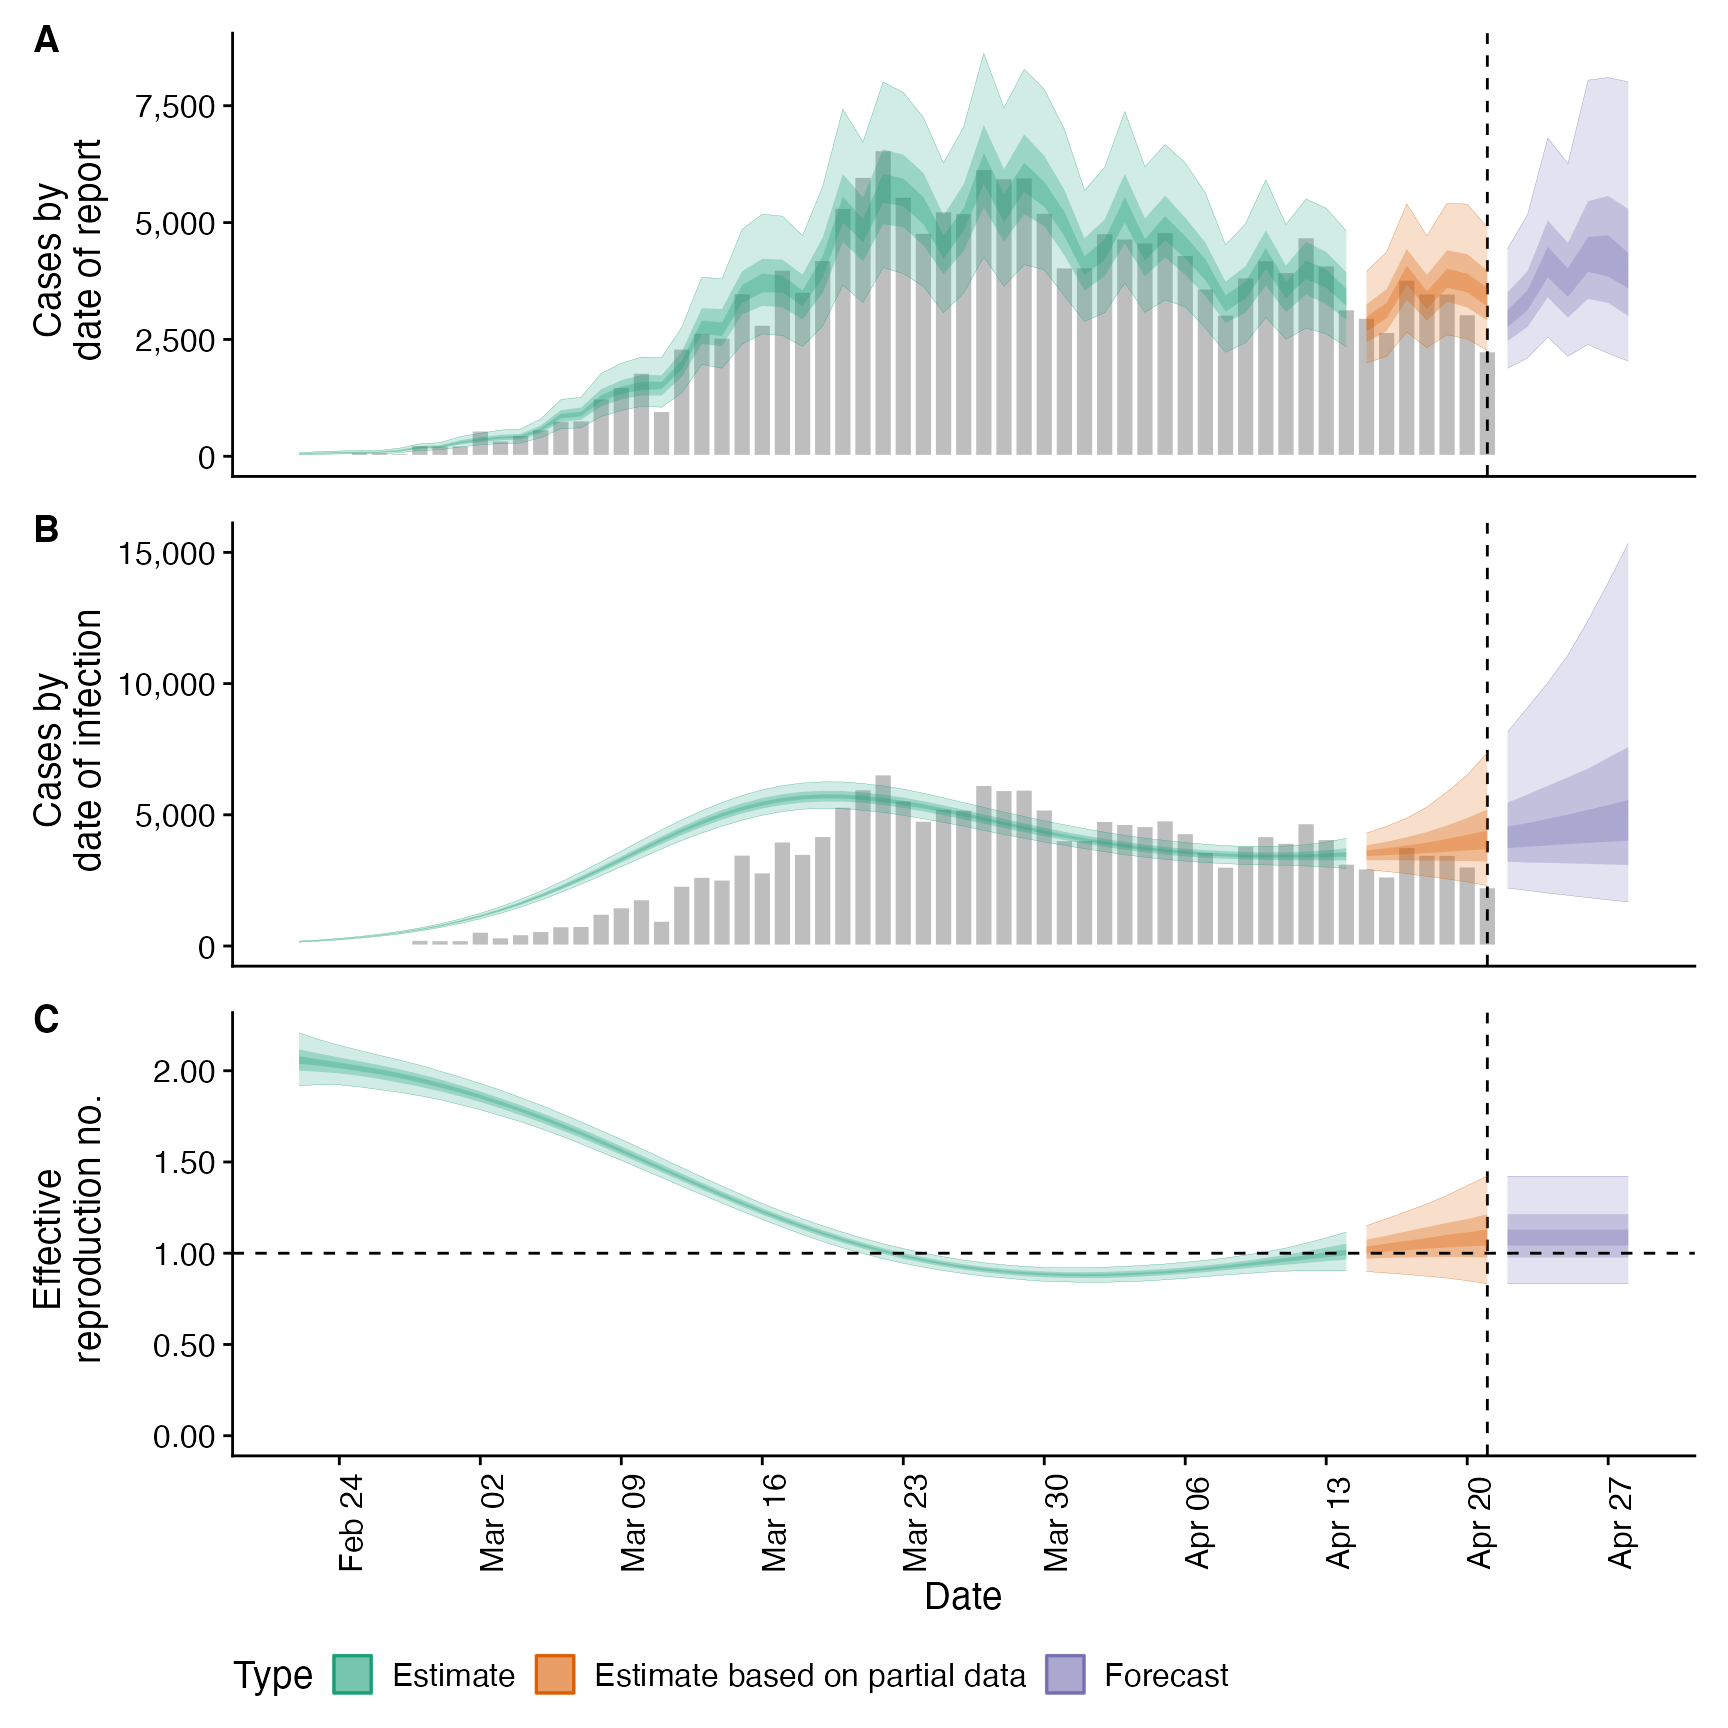 A
Cases by
date of report
7,500
5,000
2,500
0
B
Cases by
date of infection
15,000
10,000
5,000
0
C
Effective
reproduction no.
2.00
1.50
1.00
0.50
0.00
Feb 24
Mar 02
Mar 09
Mar 16
Mar 23
Mar 30
Apr 06
Apr 13
Apr 20
Apr 27
Date
Type Estimate Estimate based on partial data Forecast